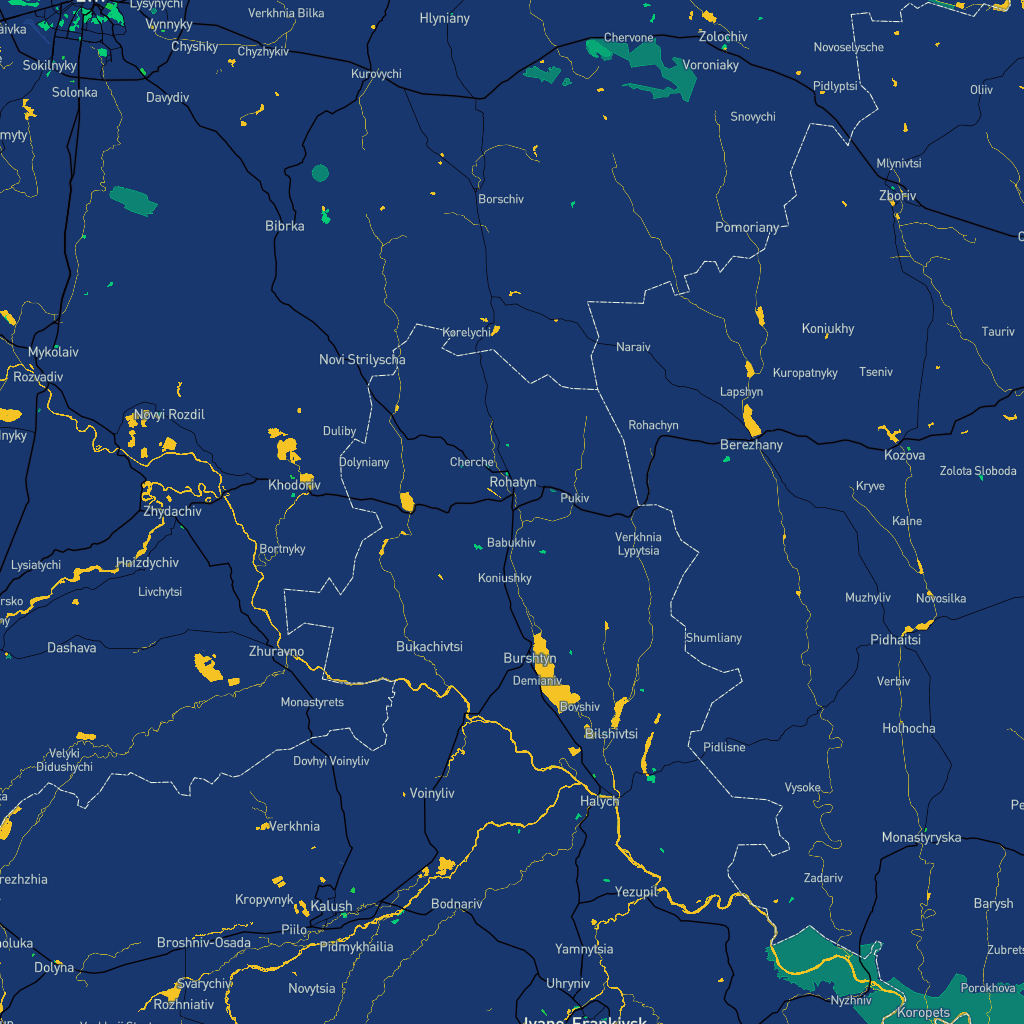 Lysynychi
Verkhnia Bilka
Vynnyky
Hlyniany
Chyshky
Chyzhykiv
Chervone
Zolochiv
Novoselysche
Sokilnyky
Kurovychi
Voroniaky
Solonka
Davydiv
Pidlyptsi
Oliiv
Snovychi
Mlynivtsi
Borschiv
Zboriv
Bibrka
Pomoriany
Koniukhy
Tauriv
Korelychi
Naraiv
Mykolaiv
Novi Strilyscha
Rozvadiv
Kuropatnyky
Tseniv
Lapshyn
Novyi Rozdil
Duliby
Rohachyn
Berezhany
Kozova
Dolyniany
Cherche
Zolota Sloboda
Khodoriv
Rohatyn
Pukiv
Kryve
Zhydachiv
Kalne
Babukhiv
Verkhnia
Lypytsia
Bortnyky
Hnizdychiv
Lysiatychi
Koniushky
Livchytsi
Muzhyliv
Novosilka
Shumliany
Pidhaitsi
Dashava
Zhuravno
Bukachivtsi
Burshtyn
Demianiv
Verbiv
Monastyrets
Bovshiv
Bilshivtsi
Holhocha
Velyki
Didushychi
Dovhyi Voinyliv
Pidlisne
Voinyliv
Halych
Vysoke
Verkhnia
Monastyryska
Zadariv
Yezupil
Kropyvnyk
Kalush
Bodnariv
Barysh
Piilo
Broshniv-Osada
Pidmykhailia
Yamnytsia
Dolyna
Svarychiv
Novytsia
Uhryniv
Rozhniativ
Nyzhniv
Porokhova
Koropets
Ivano-Frankivsk